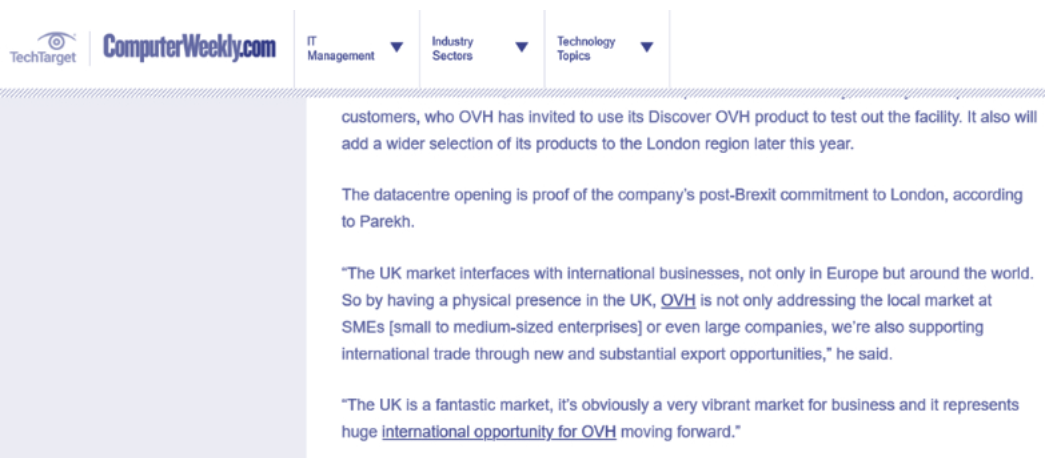 TechTarget
ComputerWeekly.com
IT
Management
Industry
Sectors
Technology
Topics
customers, who OVH has invited to use its Discover OVH product to test out the facility. It also will
add a wider selection of its products to the London region later this year.
The datacentre opening is proof of the company's post-Brexit commitment to London, according
to Parekh.
"The UK market interfaces with international businesses, not only in Europe but around the world.
So by having a physical presence in the UK, OVH is not only addressing the local market at
SMEs [small to medium-sized enterprises] or even large companies, we're also supporting
international trade through new and substantial export opportunities," he said.
"The UK is a fantastic market, it's obviously a very vibrant market for business and it represents
huge international opportunity for OVH moving forward."